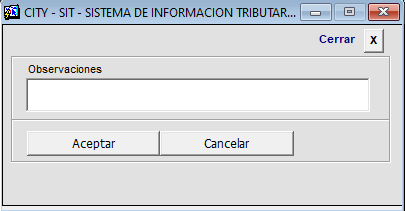 CITY - SIT - SISTEMA DE INFORMACION TRIBUTAR...
Cerrar X
Observaciones
Aceptar Cancelar